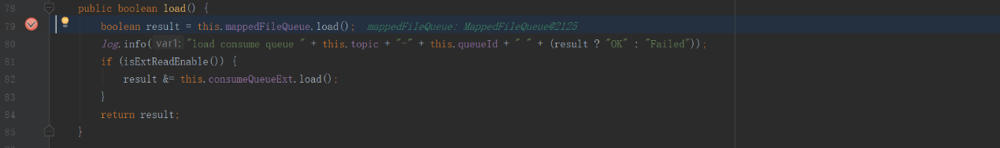 78 public boolean load() {
79 boolean result = this.mappedFileQueue.load(); mappedFileQueue: MappedFileQueue@2125
80 log.info( var1: "load consume queue " + this.topic + "-" + this.queueId + " " + (result ? "OK" : "Failed"));
81 if (isExtReadEnable()) {
82 result &= this.consumeQueueExt.load();
83 }
84 return result;
85 }